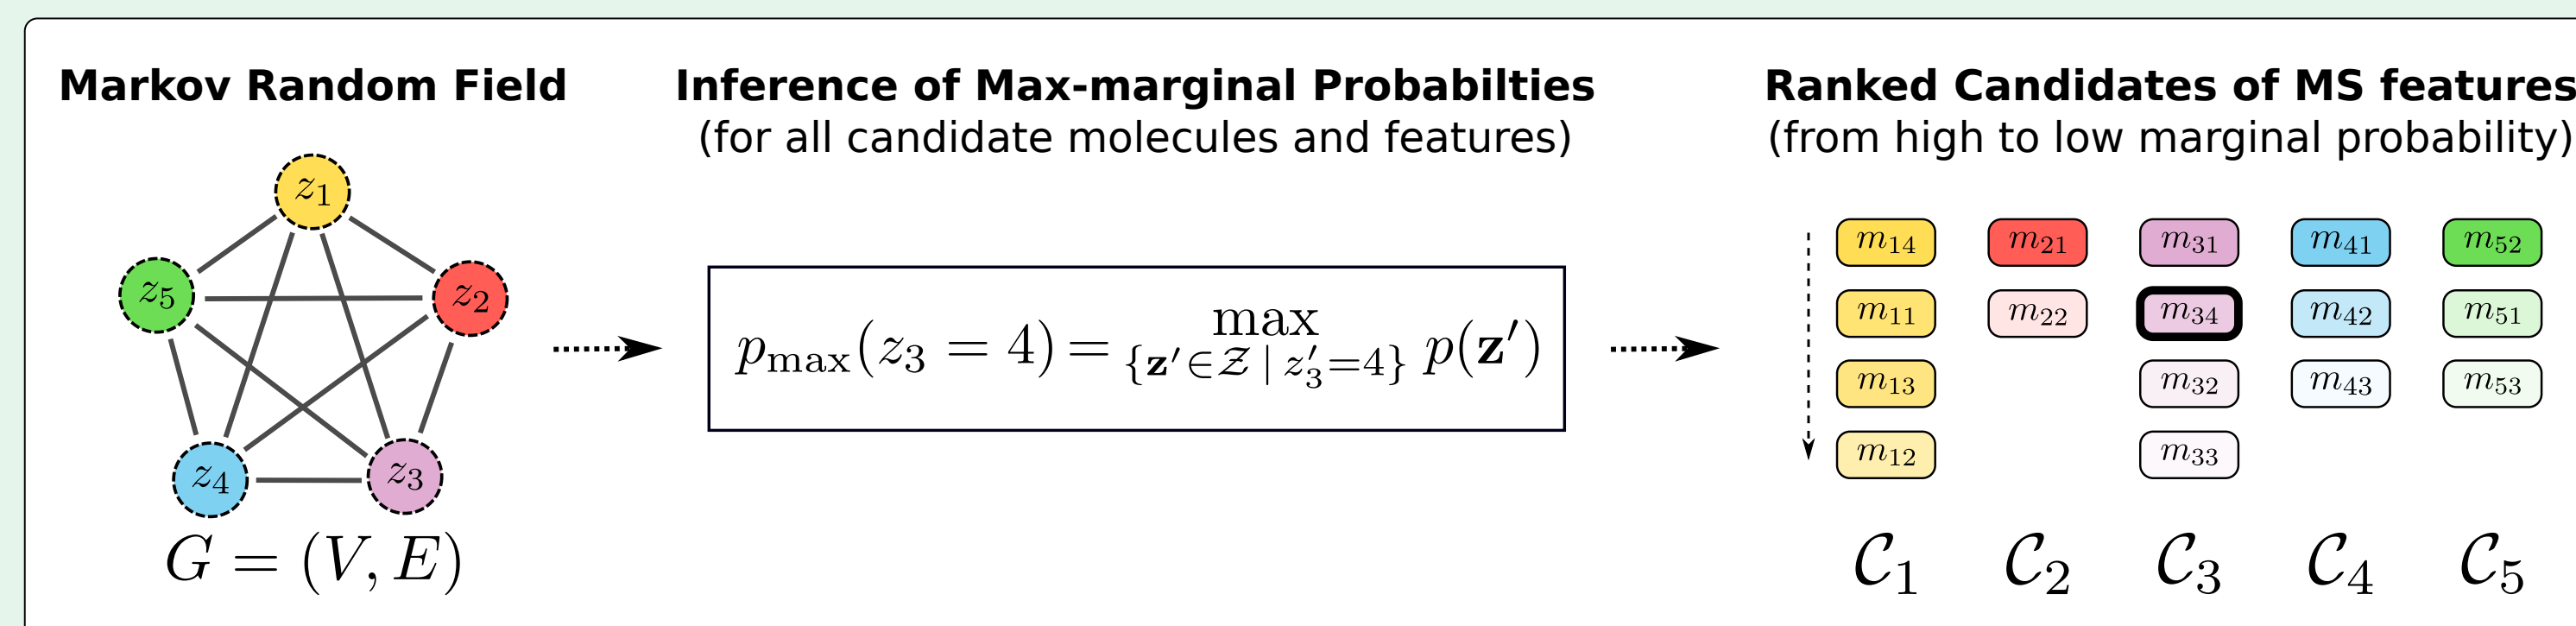 Markov Random Field
z1
z5
z2
z4
z3
G = (V, E)
Inference of Max-marginal Probabilties
(for all candidate molecules and features)
pmax(z3 = 4) = max{z′∈Z | z′3=4} p(z′)
Ranked Candidates of MS features
(from high to low marginal probability)
m14 m21 m31 m41 m52
m11 m22 m34 m42 m51
m13 m32 m43 m53
m12 m33
C1 C2 C3 C4 C5